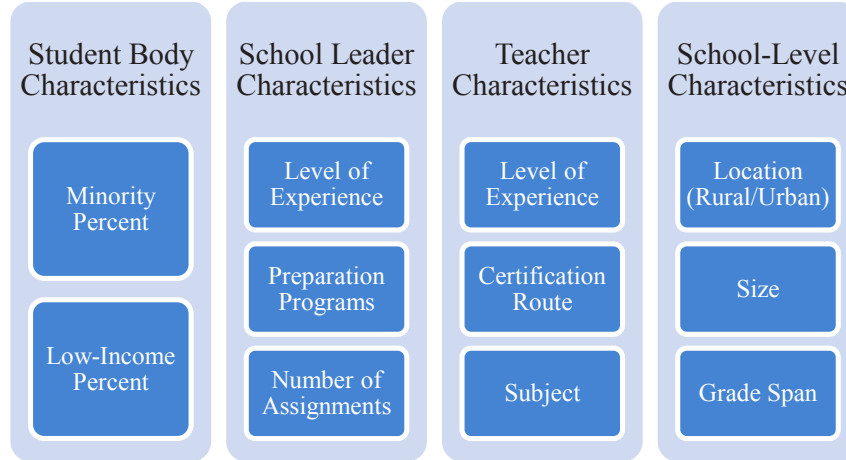 Student Body
Characteristics
Minority
Percent
Low-Income
Percent
School Leader
Characteristics
Level of
Experience
Preparation
Programs
Number of
Assignments
Teacher
Characteristics
Level of
Experience
Certification
Route
Subject
School-Level
Characteristics
Location
(Rural/Urban)
Size
Grade Span